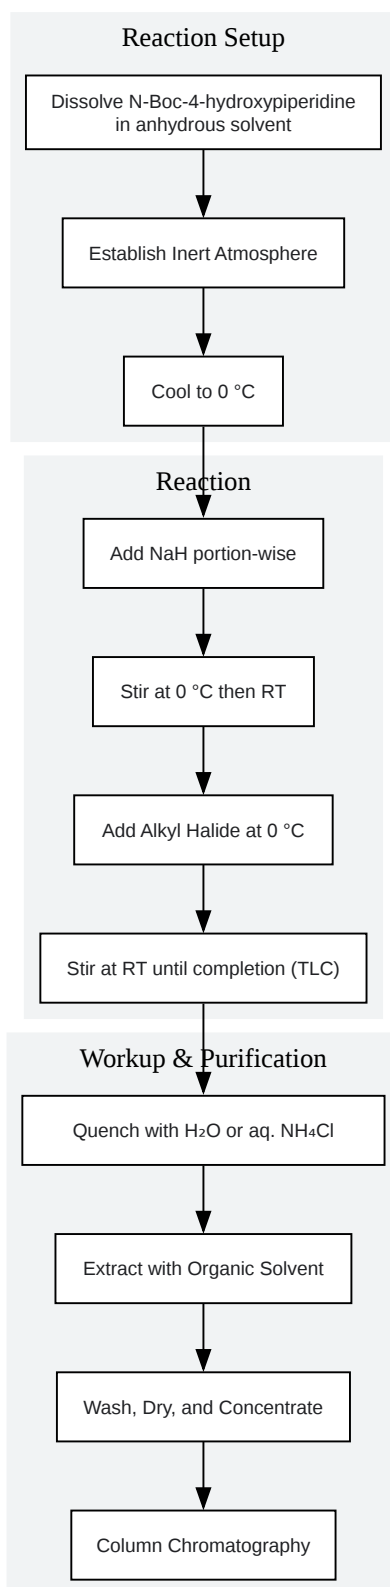 Reaction Setup
Dissolve N-Boc-4-hydroxypiperidine
in anhydrous solvent
Establish Inert Atmosphere
Cool to 0 °C
Reaction
Add NaH portion-wise
Stir at 0 °C then RT
Add Alkyl Halide at 0 °C
Stir at RT until completion (TLC)
Workup & Purification
Quench with H₂O or aq. NH₄Cl
Extract with Organic Solvent
Wash, Dry, and Concentrate
Column Chromatography